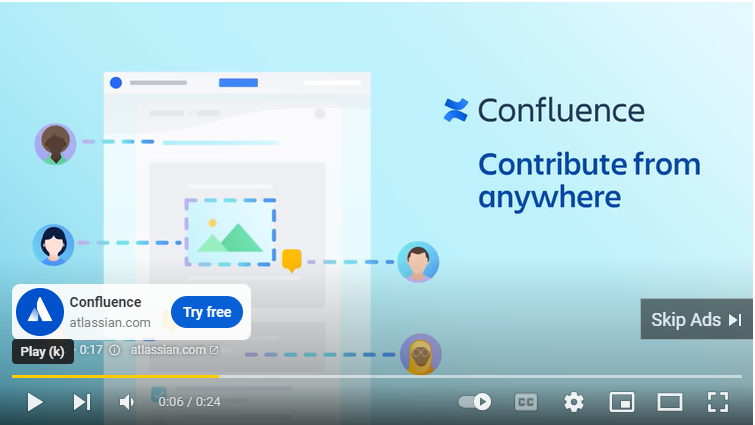 Confluence
Contribute from
anywhere
Confluence
atlassian.com
Try free
Skip Ads
Play (k)
· 0:17
atlassian.com
0:06 / 0:24
CC